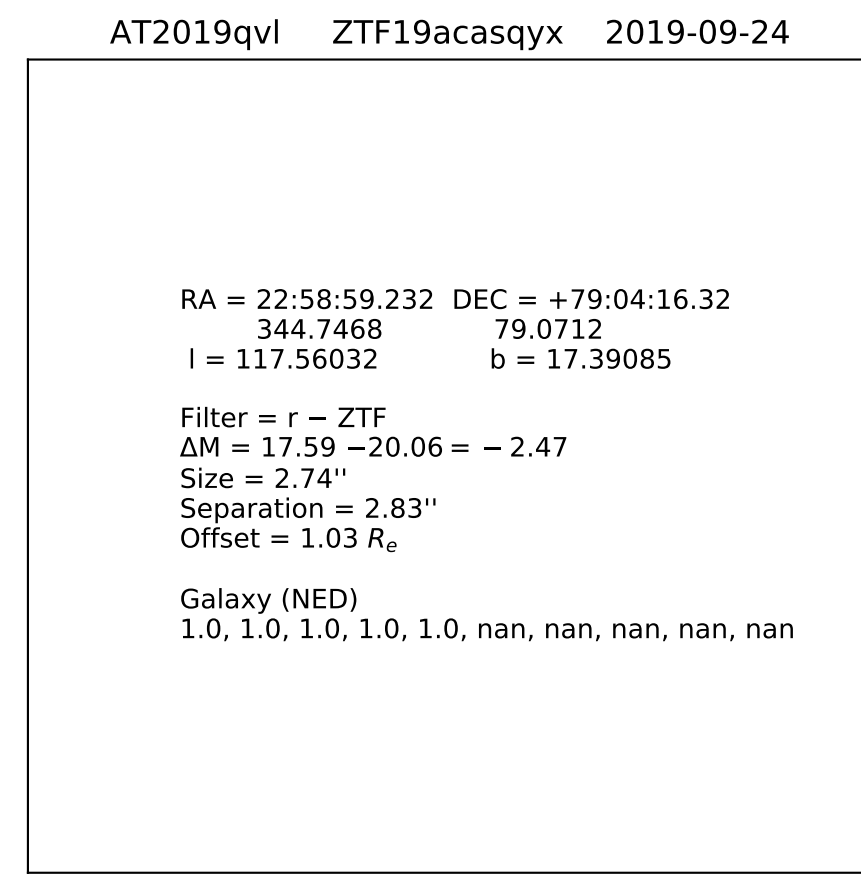 AT2019qvl ZTF19acasqyx 2019-09-24
RA = 22:58:59.232 DEC = +79:04:16.32
344.7468 79.0712
l = 117.56032 b = 17.39085
Filter = r − ZTF
ΔM = 17.59 −20.06 = − 2.47
Size = 2.74''
Separation = 2.83''
Offset = 1.03 Re
Galaxy (NED)
1.0, 1.0, 1.0, 1.0, 1.0, nan, nan, nan, nan, nan